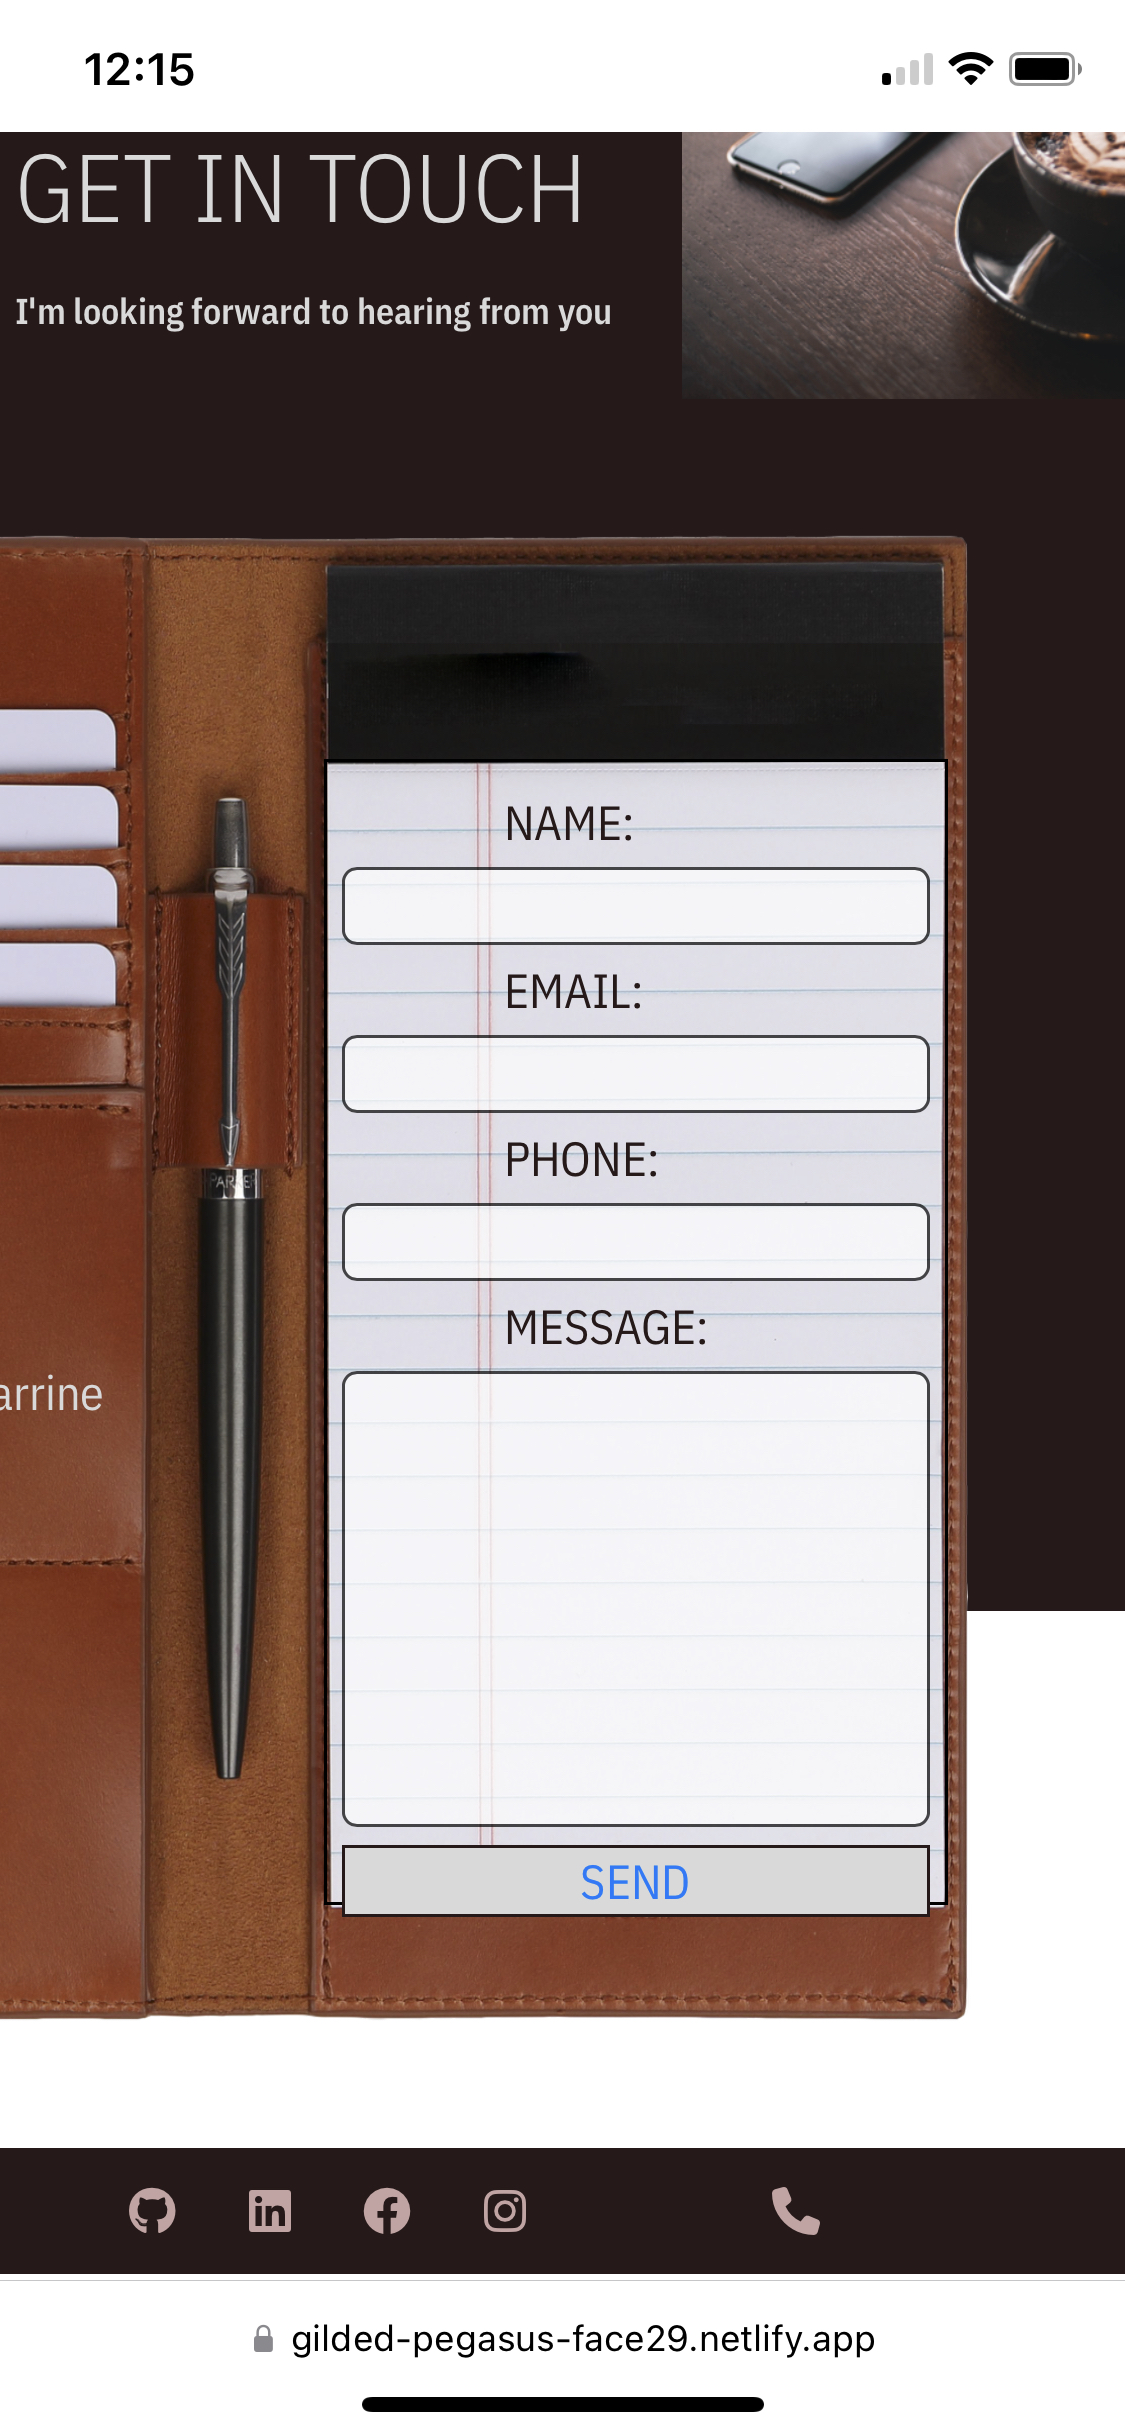 12:15
GET IN TOUCH
I'm looking forward to hearing from you
NAME:
EMAIL:
PHONE:
PARKER
MESSAGE:
arrine
SEND
in
gilded-pegasus-face29.netlify.app